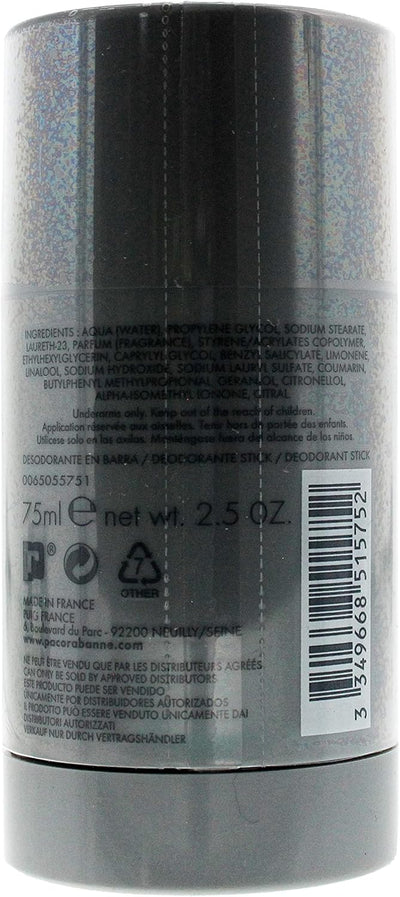 INGREDIENTS : AQUA (WATER), PROPYLENE GLYCOL, SODIUM STEARATE,
LAURETH-23, PARFUM (FRAGRANCE), STYRENE/ACRYLATES COPOLYMER,
ETHYLHEXYLGLYCERIN, CAPRYLYL GLYCOL, BENZYL SALICYLATE, LIMONENE,
LINALOOL, SODIUM HYDROXIDE, SODIUM LAURYL SULFATE, COUMARIN,
BUTYLPHENYL METHYLPROPIONAL, GERANIOL, CITRONELLOL,
ALPHA-ISOMETHYL IONONE, CITRAL
Underarms only. Keep out of the reach of children.
Application réservée aux aisselles. Tenir hors de portée des enfants.
Utilícese solo en las axilas. Manténgase fuera del alcance de los niños.
DESODORANTE EN BARRA / DEODORANTE STICK / DEODORANT STICK
0065055751
75ml e net wt. 2.5 OZ.
7
OTHER
MADE IN FRANCE
PUIG FRANCE
6, Boulevard du Parc - 92200 NEUILLY/SEINE
www.pacorabanne.com
NE PEUT ÊTRE VENDU QUE PAR LES DISTRIBUTEURS AGRÉÉS
CAN ONLY BE SOLD BY APPROVED DISTRIBUTORS
ESTE PRODUCTO PUEDE SER VENDIDO
ÚNICAMENTE POR DISTRIBUIDORES AUTORIZADOS
IL PRODOTTO PUÒ ESSERE VENDUTO UNICAMENTE DAI
DISTRIBUTORI AUTORIZZATI
VERKAUF NUR DURCH VERTRAGSHÄNDLER
3 349668 515752